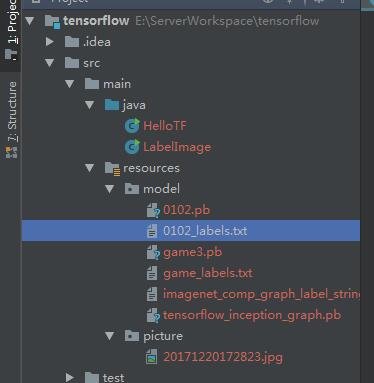 Project
1: Project
7: Structure
tensorflow E:\ServerWorkspace\tensorflow
.idea
src
main
java
HelloTF
LabelImage
resources
model
0102.pb
0102_labels.txt
game3.pb
game_labels.txt
imagenet_comp_graph_label_string
tensorflow_inception_graph.pb
picture
20171220172823.jpg
test